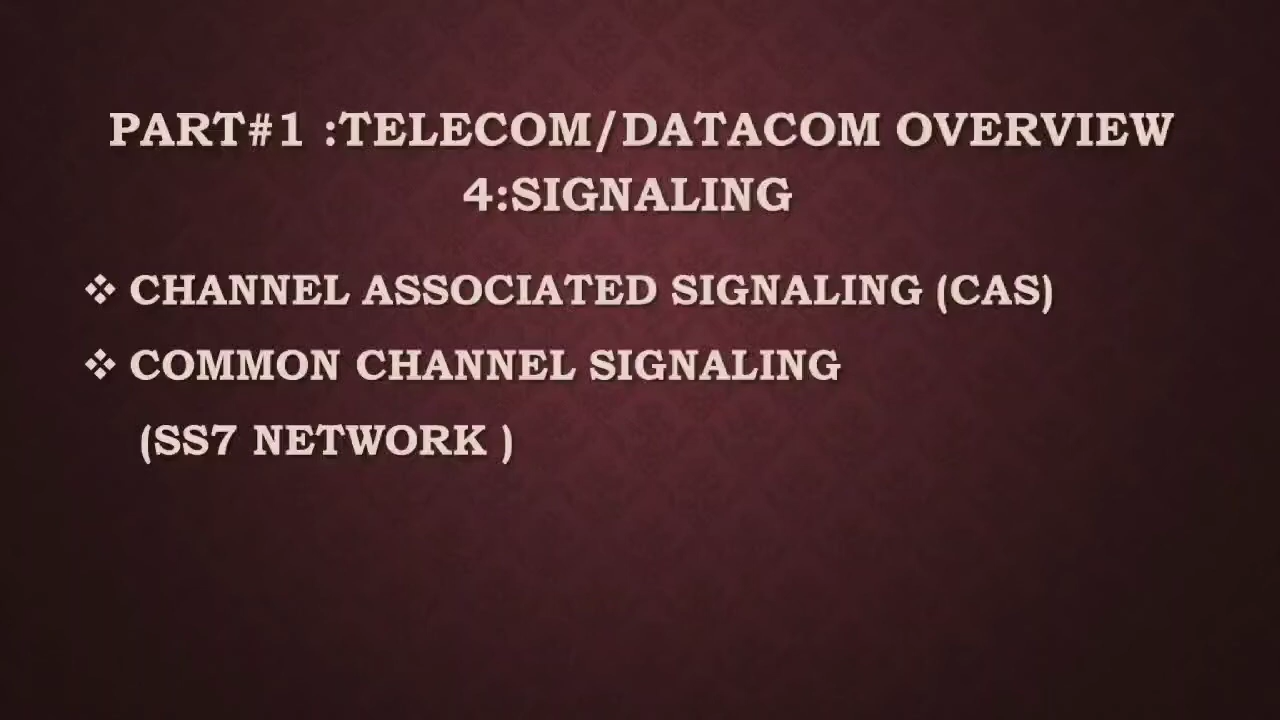 PART#1 :TELECOM/DATACOM OVERVIEW
4:SIGNALING
❖ CHANNEL ASSOCIATED SIGNALING (CAS)
❖ COMMON CHANNEL SIGNALING
(SS7 NETWORK )